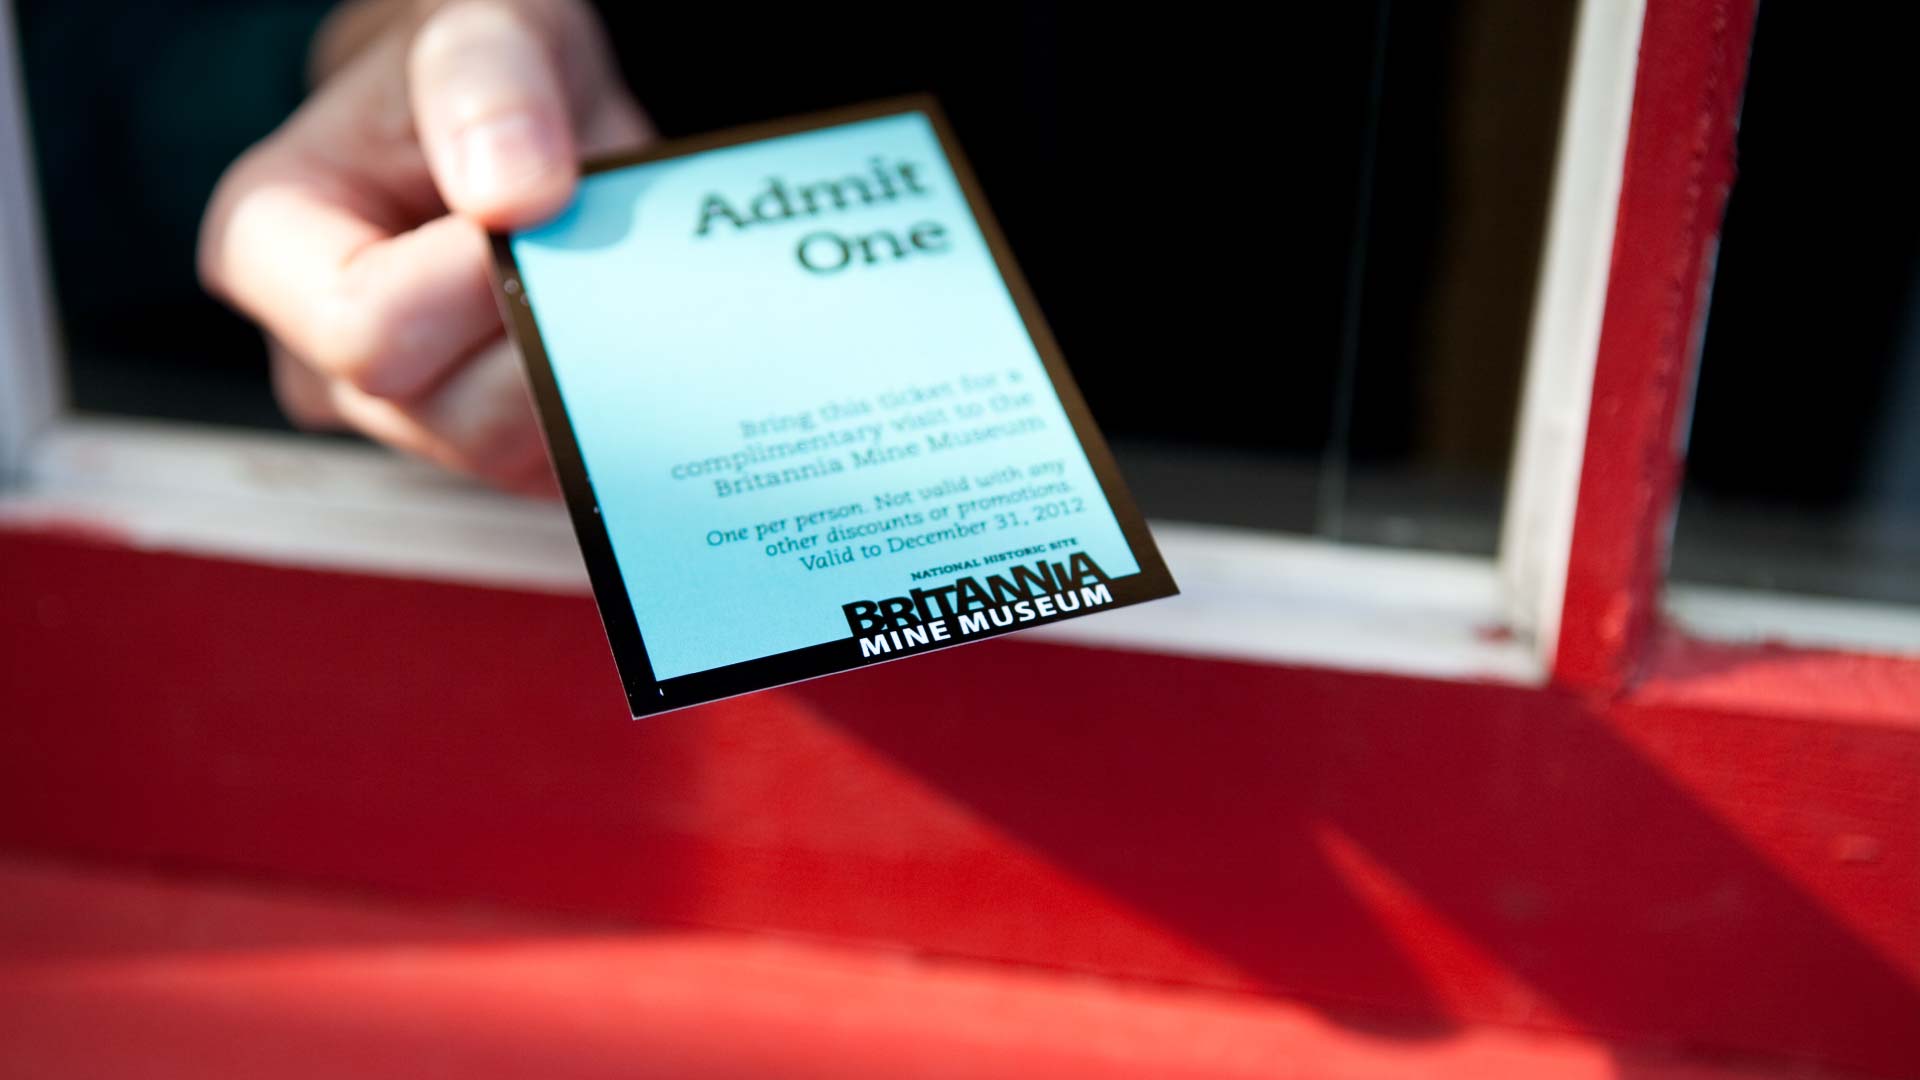 Admit
One
Bring this ticket for a
complimentary visit to the
Britannia Mine Museum
One per person. Not valid with any
other discounts or promotions.
Valid to December 31, 2012
NATIONAL HISTORIC SITE
BRITANNIA
MINE MUSEUM